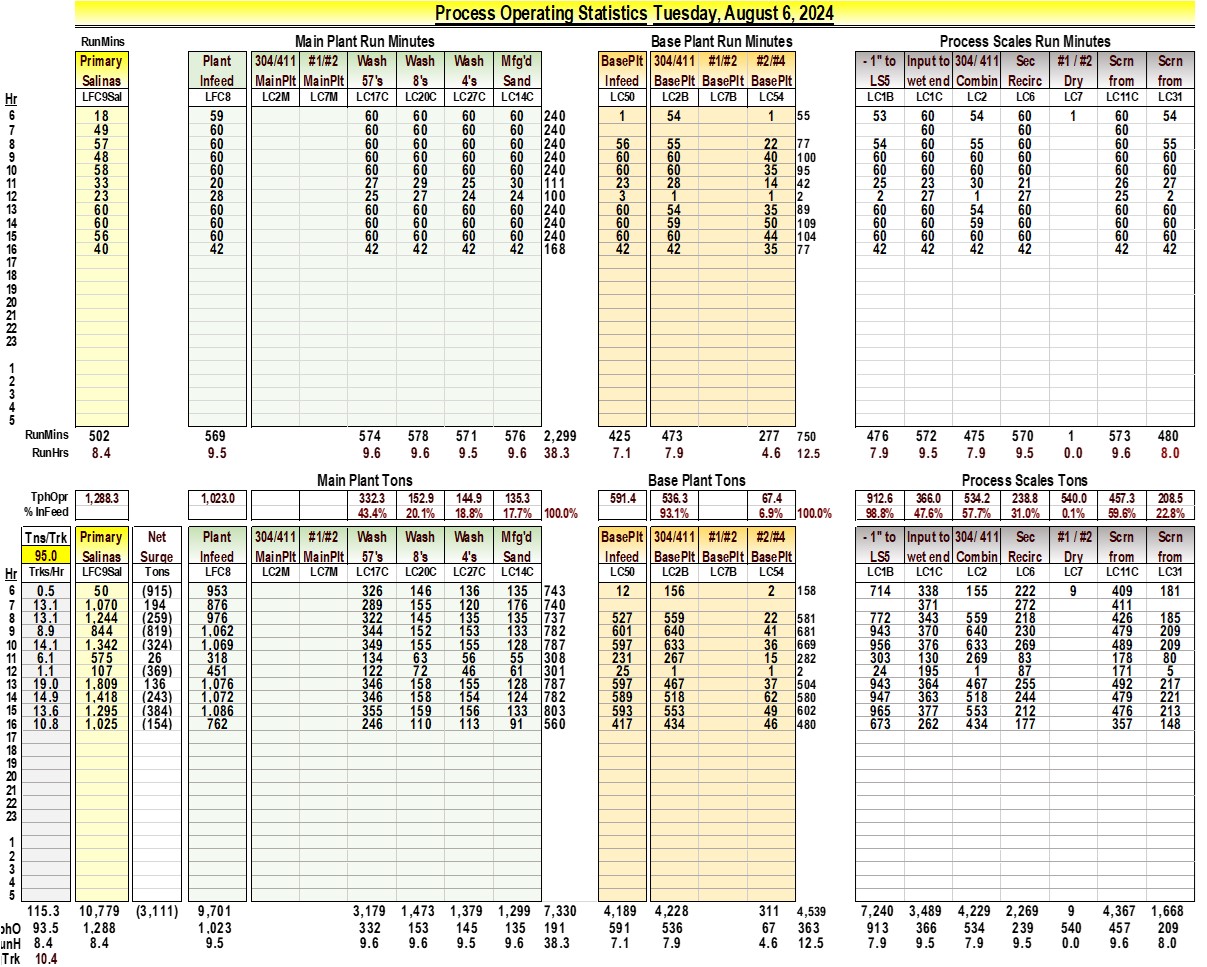 Process Operating Statistics Tuesday, August 6, 2024
RunMins Main Plant Run Minutes Base Plant Run Minutes Process Scales Run Minutes
Primary Plant 304/411 #1/#2 Wash Wash Wash Mfg'd BasePlt 304/411 #1/#2 #2/#4 - 1" to Input to 304/ 411 Sec #1 / #2 Scrn Scrn
Salinas Infeed MainPlt MainPlt 57's 8's 4's Sand Infeed BasePlt BasePlt BasePlt LS5 wet end Combin Recirc Dry from from
Hr LFC9Sal LFC8 LC2M LC7M LC17C LC20C LC27C LC14C LC50 LC2B LC7B LC54 LC1B LC1C LC2 LC6 LC7 LC11C LC31
6 18 59 60 60 60 60 240 1 54 1 55 53 60 54 60 1 60 54
7 49 60 60 60 60 60 240 60 60 60
8 57 60 60 60 60 60 240 56 55 22 77 54 60 55 60 60 55
9 48 60 60 60 60 60 240 60 60 40 100 60 60 60 60 60 60
10 58 60 60 60 60 60 240 60 60 35 95 60 60 60 60 60 60
11 33 20 27 29 25 30 111 23 28 14 42 25 23 30 21 26 27
12 23 28 25 27 24 24 100 3 1 1 2 2 27 1 27 25 2
13 60 60 60 60 60 60 240 60 54 35 89 60 60 54 60 60 60
14 60 60 60 60 60 60 240 60 59 50 109 60 60 59 60 60 60
15 56 60 60 60 60 60 240 60 60 44 104 60 60 60 60 60 60
16 40 42 42 42 42 42 168 42 42 35 77 42 42 42 42 42 42
17
18
19
20
21
22
23
1
2
3
4
5
RunMins 502 569 574 578 571 576 2,299 425 473 277 750 476 572 475 570 1 573 480
RunHrs 8.4 9.5 9.6 9.6 9.5 9.6 38.3 7.1 7.9 4.6 12.5 7.9 9.5 7.9 9.5 0.0 9.6 8.0
Main Plant Tons Base Plant Tons Process Scales Tons
TphOpr 1,288.3 1,023.0 332.3 152.9 144.9 135.3 591.4 536.3 67.4 912.6 366.0 534.2 238.8 540.0 457.3 208.5
% InFeed 43.4% 20.1% 18.8% 17.7% 100.0% 93.1% 6.9% 100.0% 98.8% 47.6% 57.7% 31.0% 0.1% 59.6% 22.8%
Tns/Trk Primary Net Plant 304/411 #1/#2 Wash Wash Wash Mfg'd BasePlt 304/411 #1/#2 #2/#4 - 1" to Input to 304/ 411 Sec #1 / #2 Scrn Scrn
95.0 Salinas Surge Infeed MainPlt MainPlt 57's 8's 4's Sand Infeed BasePlt BasePlt BasePlt LS5 wet end Combin Recirc Dry from from
Hr Trks/Hr LFC9Sal Tons LFC8 LC2M LC7M LC17C LC20C LC27C LC14C LC50 LC2B LC7B LC54 LC1B LC1C LC2 LC6 LC7 LC11C LC31
6 0.5 50 (915) 953 326 146 136 135 743 12 156 2 158 714 338 155 222 9 409 181
7 13.1 1,070 194 876 289 155 120 176 740 371 272 411
8 13.1 1,244 (259) 976 322 145 135 135 737 527 559 22 581 772 343 559 218 426 185
9 8.9 844 (819) 1,062 344 152 153 133 782 601 640 41 681 943 370 640 230 479 209
10 14.1 1,342 (324) 1,069 349 155 155 128 787 597 633 36 669 956 376 633 269 489 209
11 6.1 575 26 318 134 63 56 55 308 231 267 15 282 303 130 269 83 178 80
12 1.1 107 (369) 451 122 72 46 61 301 25 1 1 2 24 195 1 87 171 5
13 19.0 1,809 136 1,076 346 158 155 128 787 597 467 37 504 943 364 467 255 492 217
14 14.9 1,418 (243) 1,072 346 158 154 124 782 589 518 62 580 947 363 518 244 479 221
15 13.6 1,295 (384) 1,086 355 159 156 133 803 593 553 49 602 965 377 553 212 476 213
16 10.8 1,025 (154) 762 246 110 113 91 560 417 434 46 480 673 262 434 177 357 148
17
18
19
20
21
22
23
1
2
3
4
5
115.3 10,779 (3,111) 9,701 3,179 1,473 1,379 1,299 7,330 4,189 4,228 311 4,539 7,240 3,489 4,229 2,269 9 4,367 1,668
phO 93.5 1,288 1,023 332 153 145 135 191 591 536 67 363 913 366 534 239 540 457 209
unH 8.4 8.4 9.5 9.6 9.6 9.5 9.6 38.3 7.1 7.9 4.6 12.5 7.9 9.5 7.9 9.5 0.0 9.6 8.0
Trk 10.4